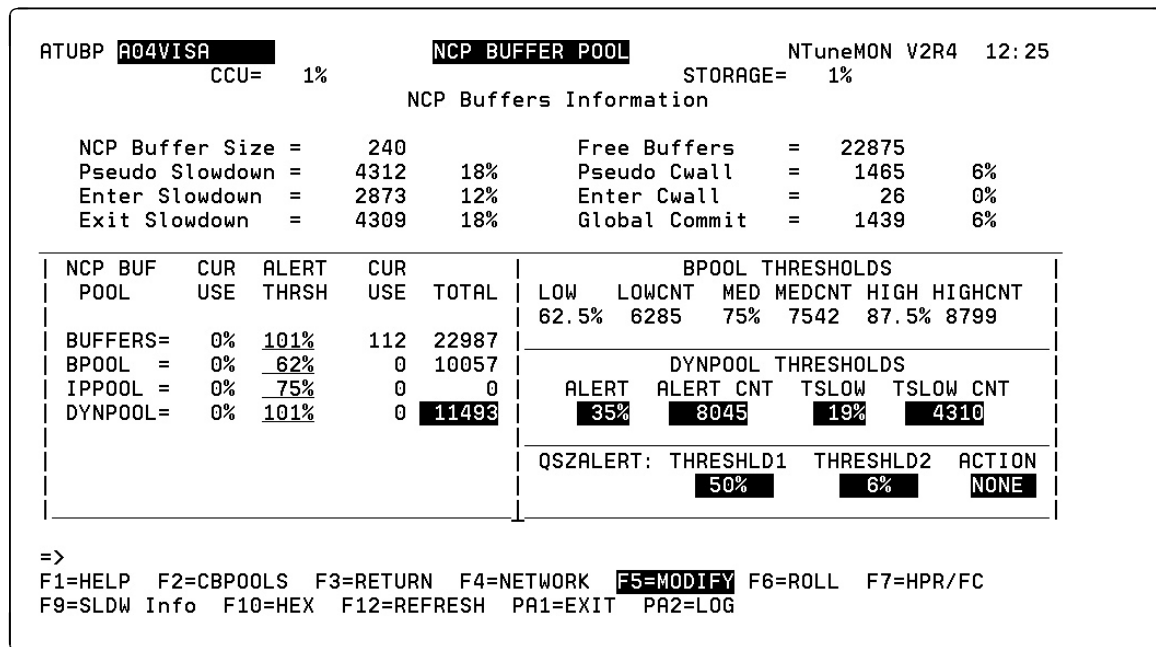 ATUBP A04VISA NCP BUFFER POOL NTuneMON V2R4 12:25
CCU= 1% STORAGE= 1%
NCP Buffers Information
NCP Buffer Size = 240 Free Buffers = 22875
Pseudo Slowdown = 4312 18% Pseudo Cwall = 1465 6%
Enter Slowdown = 2873 12% Enter Cwall = 26 0%
Exit Slowdown = 4309 18% Global Commit = 1439 6%
NCP BUF CUR ALERT CUR
POOL USE THRSH USE TOTAL
BUFFERS= 0% 101% 112 22987
BPOOL = 0% 62% 0 10057
IPPOOL = 0% 75% 0 0
DYNPOOL= 0% 101% 0 11493
BPOOL THRESHOLDS
LOW LOWCNT MED MEDCNT HIGH HIGHCNT
62.5% 6285 75% 7542 87.5% 8799
DYNPOOL THRESHOLDS
ALERT ALERT CNT TSLOW TSLOW CNT
35% 8045 19% 4310
QSZALERT: THRESHLD1 THRESHLD2 ACTION
50% 6% NONE
=>
F1=HELP F2=CBPOOLS F3=RETURN F4=NETWORK F5=MODIFY F6=ROLL F7=HPR/FC
F9=SLDW Info F10=HEX F12=REFRESH PA1=EXIT PA2=LOG